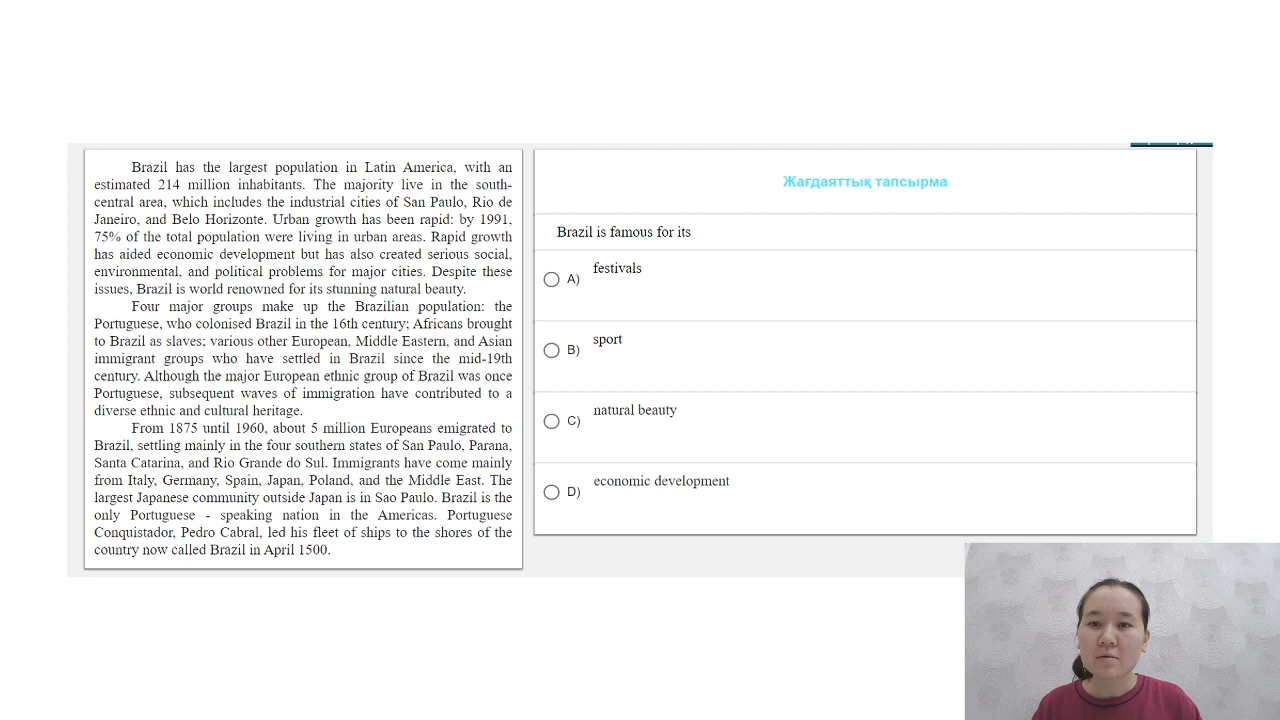 Brazil has the largest population in Latin America, with an
estimated 214 million inhabitants. The majority live in the south-
central area, which includes the industrial cities of San Paulo, Rio de
Janeiro, and Belo Horizonte. Urban growth has been rapid: by 1991,
75% of the total population were living in urban areas. Rapid growth
has aided economic development but has also created serious social,
environmental, and political problems for major cities. Despite these
issues, Brazil is world renowned for its stunning natural beauty.
Four major groups make up the Brazilian population: the
Portuguese, who colonised Brazil in the 16th century; Africans brought
to Brazil as slaves; various other European, Middle Eastern, and Asian
immigrant groups who have settled in Brazil since the mid-19th
century. Although the major European ethnic group of Brazil was once
Portuguese, subsequent waves of immigration have contributed to a
diverse ethnic and cultural heritage.
From 1875 until 1960, about 5 million Europeans emigrated to
Brazil, settling mainly in the four southern states of San Paulo, Parana,
Santa Catarina, and Rio Grande do Sul. Immigrants have come mainly
from Italy, Germany, Spain, Japan, Poland, and the Middle East. The
largest Japanese community outside Japan is in Sao Paulo. Brazil is the
only Portuguese - speaking nation in the Americas. Portuguese
Conquistador, Pedro Cabral, led his fleet of ships to the shores of the
country now called Brazil in April 1500.
Жағдаяттық тапсырма
Brazil is famous for its
A) festivals
B) sport
C) natural beauty
D) economic development